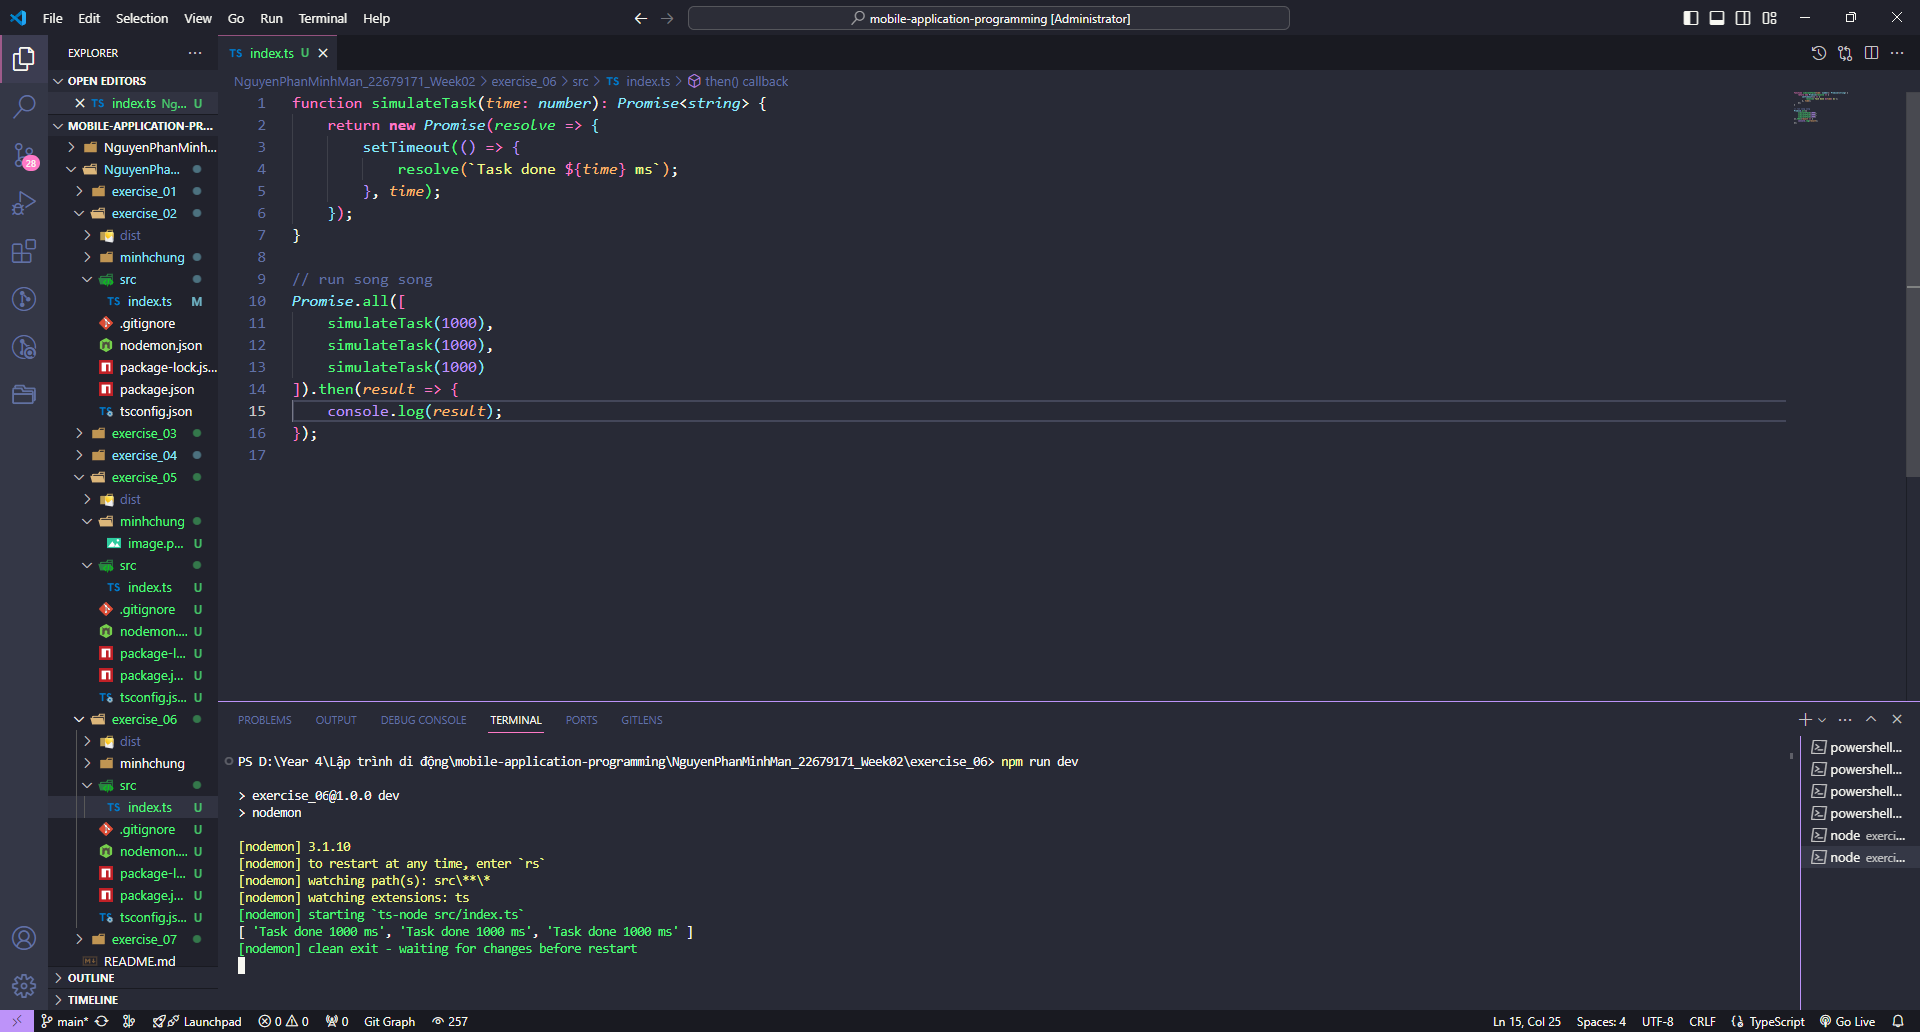 File Edit Selection View Go Run Terminal Help
mobile-application-programming [Administrator]
EXPLORER
OPEN EDITORS
TS index.ts Ng... U
MOBILE-APPLICATION-PR...
NguyenPhanMinh...
NguyenPha...
exercise_01
exercise_02
dist
minhchung
src
TS index.ts M
.gitignore
nodemon.json
package-lock.js...
package.json
tsconfig.json
exercise_03
exercise_04
exercise_05
dist
minhchung
image.p... U
src
TS index.ts U
.gitignore U
nodemon.... U
package-l... U
package.j... U
tsconfig.js... U
exercise_06
dist
minhchung
src
TS index.ts U
.gitignore U
nodemon.... U
package-l... U
package.j... U
tsconfig.js... U
exercise_07
README.md
OUTLINE
TIMELINE
28
TS index.ts U
NguyenPhanMinhMan_22679171_Week02 > exercise_06 > src > TS index.ts > then() callback
1 function simulateTask(time: number): Promise<string> {
2 return new Promise(resolve => {
3 setTimeout(() => {
4 resolve(`Task done ${time} ms`);
5 }, time);
6 });
7 }
8
9 // run song song
10 Promise.all([
11 simulateTask(1000),
12 simulateTask(1000),
13 simulateTask(1000)
14 ]).then(result => {
15 console.log(result);
16 });
17
PROBLEMS OUTPUT DEBUG CONSOLE TERMINAL PORTS GITLENS
PS D:\Year 4\Lập trình di động\mobile-application-programming\NguyenPhanMinhMan_22679171_Week02\exercise_06> npm run dev
> exercise_06@1.0.0 dev
> nodemon
[nodemon] 3.1.10
[nodemon] to restart at any time, enter `rs`
[nodemon] watching path(s): src\**\*
[nodemon] watching extensions: ts
[nodemon] starting `ts-node src/index.ts`
[ 'Task done 1000 ms', 'Task done 1000 ms', 'Task done 1000 ms' ]
[nodemon] clean exit - waiting for changes before restart
powershell...
powershell...
powershell...
powershell...
node exerci...
node exerci...
main* Launchpad 0 0 0 Git Graph 257 Ln 15, Col 25 Spaces: 4 UTF-8 CRLF TypeScript Go Live